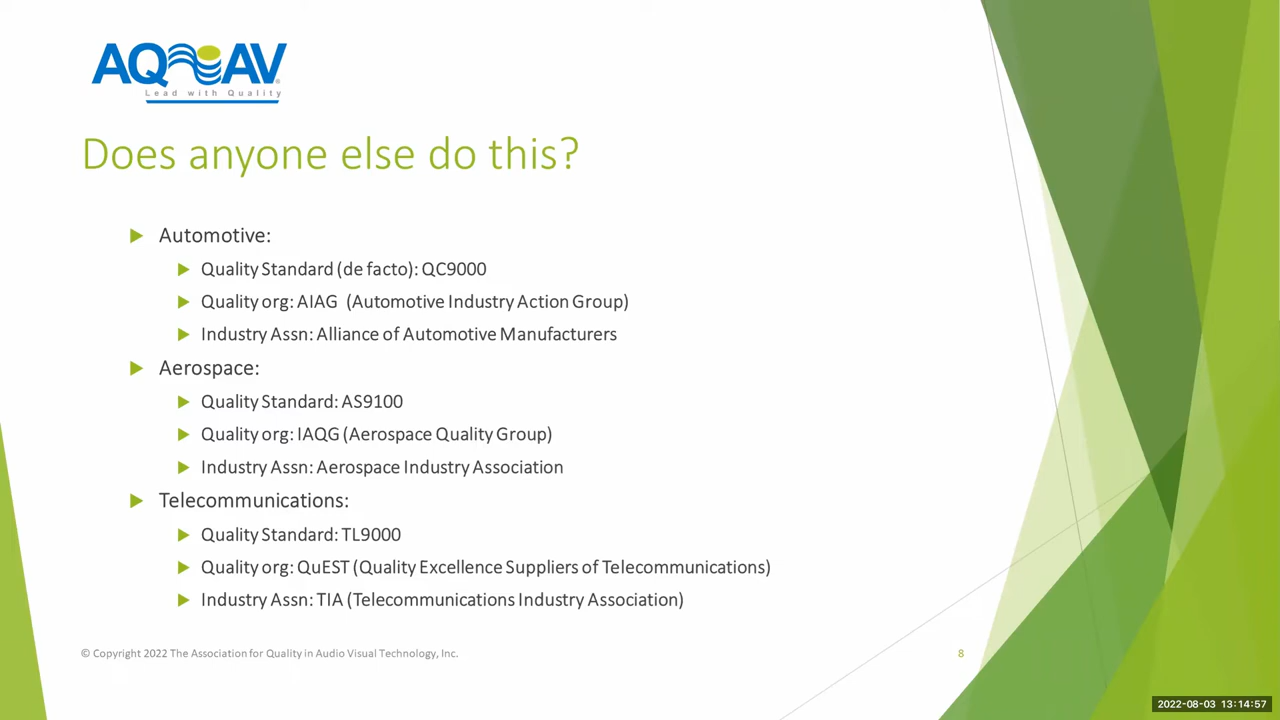 AQAV
Lead with Quality
Does anyone else do this?
Automotive:
Quality Standard (de facto): QC9000
Quality org: AIAG (Automotive Industry Action Group)
Industry Assn: Alliance of Automotive Manufacturers
Aerospace:
Quality Standard: AS9100
Quality org: IAQG (Aerospace Quality Group)
Industry Assn: Aerospace Industry Association
Telecommunications:
Quality Standard: TL9000
Quality org: QuEST (Quality Excellence Suppliers of Telecommunications)
Industry Assn: TIA (Telecommunications Industry Association)
© Copyright 2022 The Association for Quality in Audio Visual Technology, Inc.
8
2022-08-03 13:14:57